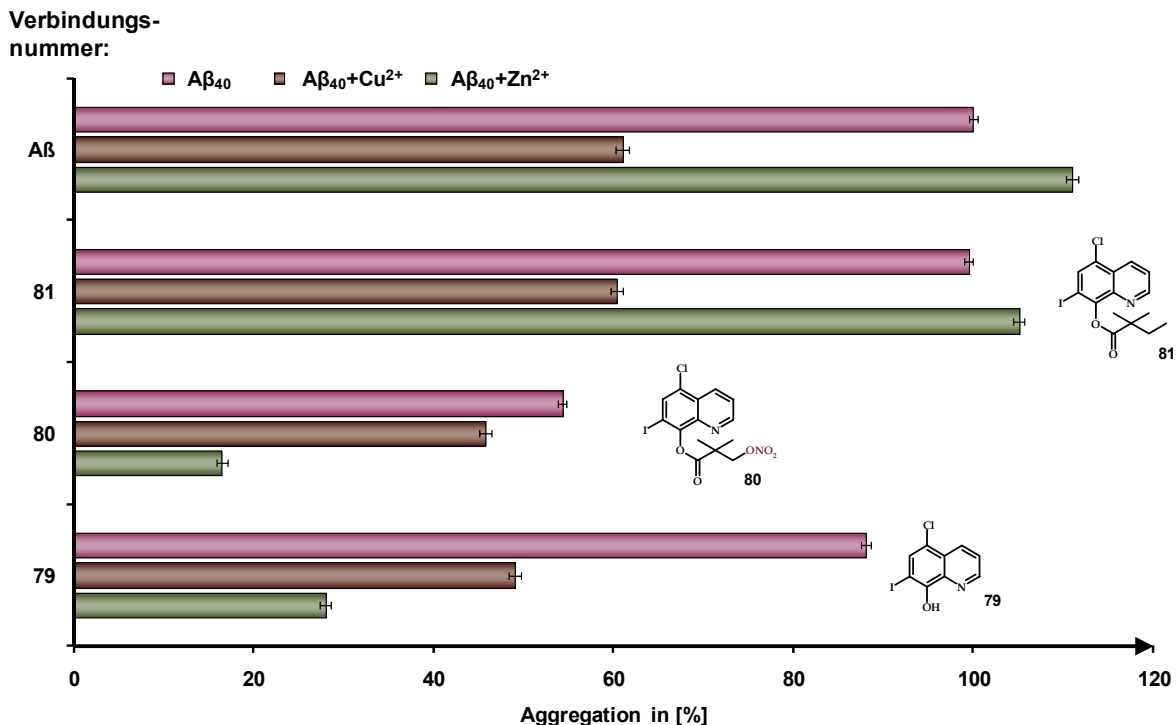 Verbindungs-
nummer:
Aβ₄₀ Aβ₄₀+Cu²⁺ Aβ₄₀+Zn²⁺
Aß
81
Cl
I
N
O
O
81
80
Cl
I
N
O
ONO₂
O
80
79
Cl
I
N
OH
79
0 20 40 60 80 100 120
Aggregation in [%]